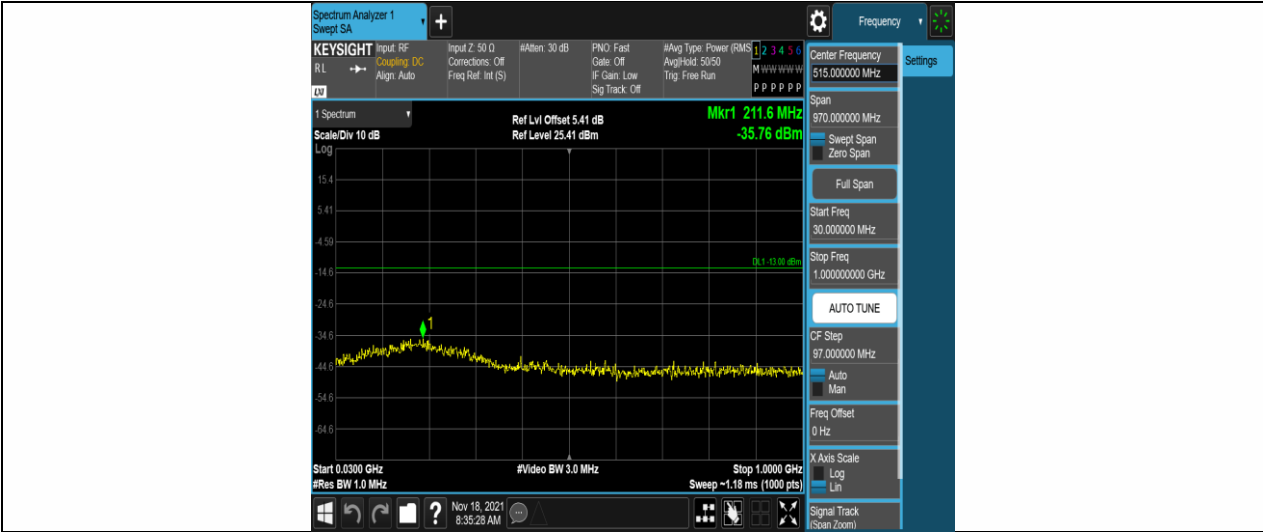 Spectrum Analyzer 1
Swept SA
+
Frequency
KEYSIGHT
RL
LXI
Input: RF
Coupling: DC
Align: Auto
Input Z: 50 Ω
Corrections: Off
Freq Ref: Int (S)
#Atten: 30 dB
PNO: Fast
Gate: Off
IF Gain: Low
Sig Track: Off
#Avg Type: Power (RMS
Avg|Hold: 50/50
Trig: Free Run
1 2 3 4 5 6
M W W W W W
P P P P P P
1 Spectrum
Scale/Div 10 dB
Log
Ref Lvl Offset 5.41 dB
Ref Level 25.41 dBm
Mkr1 211.6 MHz
-35.76 dBm
15.4
5.41
-4.59
-14.6
-24.6
-34.6
-44.6
-54.6
-64.6
DL1 -13.00 dBm
1
Start 0.0300 GHz
#Res BW 1.0 MHz
#Video BW 3.0 MHz
Stop 1.0000 GHz
Sweep ~1.18 ms (1000 pts)
Center Frequency
515.000000 MHz
Settings
Span
970.000000 MHz
Swept Span
Zero Span
Full Span
Start Freq
30.000000 MHz
Stop Freq
1.000000000 GHz
AUTO TUNE
CF Step
97.000000 MHz
Auto
Man
Freq Offset
0 Hz
X Axis Scale
Log
Lin
Signal Track
(Span Zoom)
?
Nov 18, 2021
8:35:28 AM